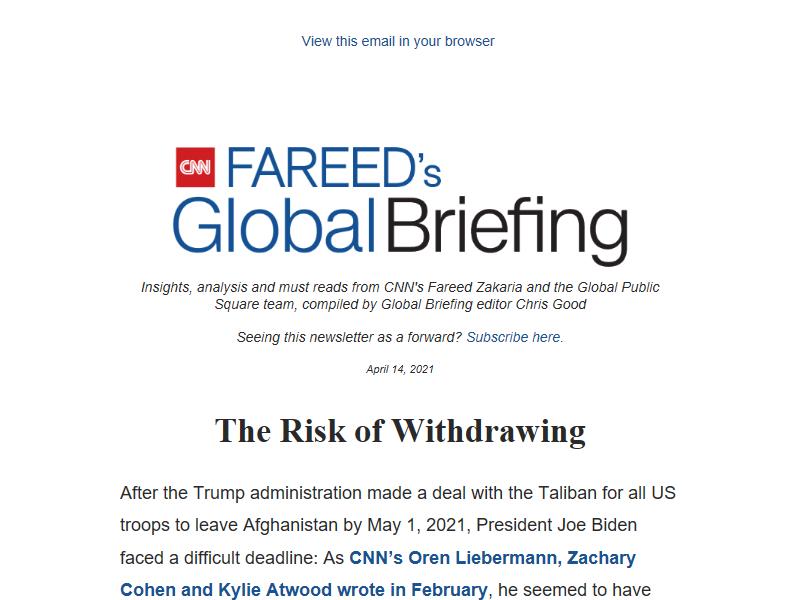 View this email in your browser
CNN FAREED's
Global Briefing
Insights, analysis and must reads from CNN's Fareed Zakaria and the Global Public
Square team, compiled by Global Briefing editor Chris Good
Seeing this newsletter as a forward? Subscribe here.
April 14, 2021
The Risk of Withdrawing
After the Trump administration made a deal with the Taliban for all US
troops to leave Afghanistan by May 1, 2021, President Joe Biden
faced a difficult deadline: As CNN’s Oren Liebermann, Zachary
Cohen and Kylie Atwood wrote in February, he seemed to have